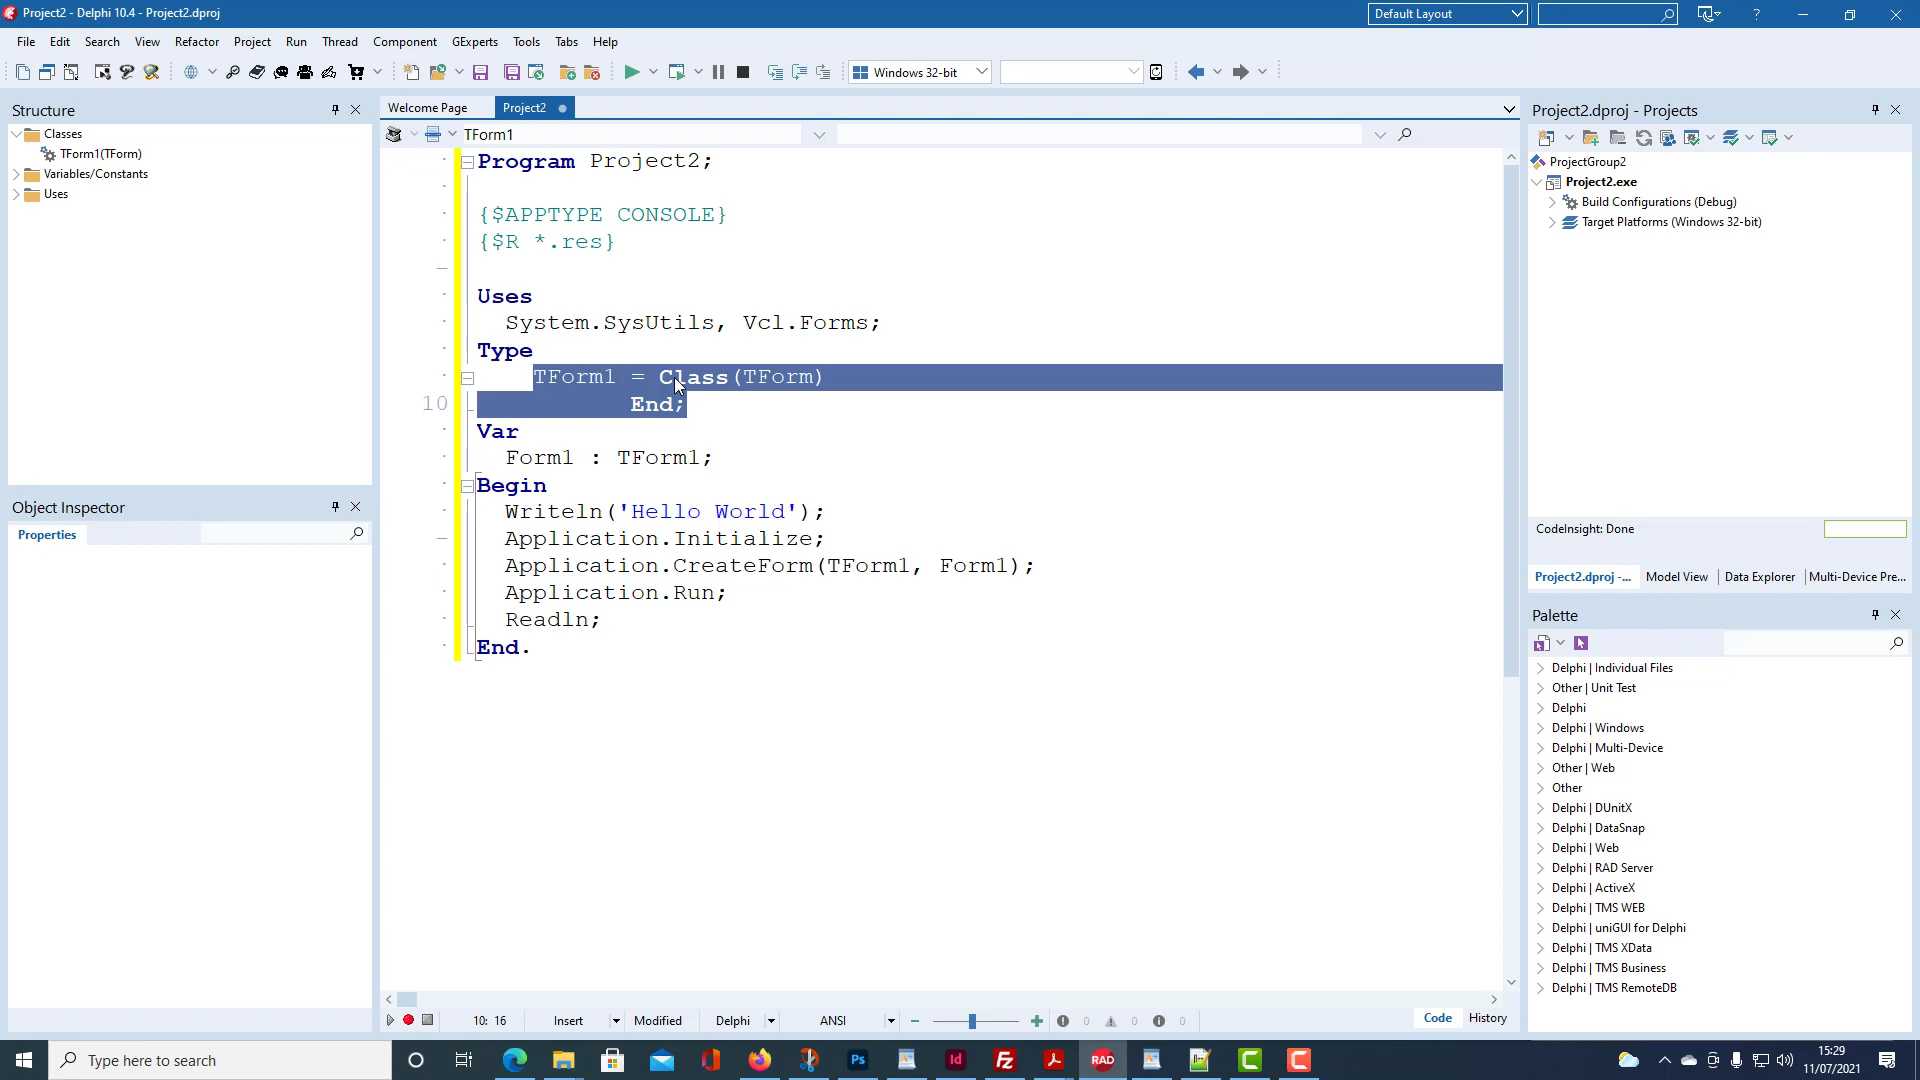 Project2 - Delphi 10.4 - Project2.dproj
Default Layout
?
File Edit Search View Refactor Project Run Thread Component GExperts Tools Tabs Help
Windows 32-bit
Structure
Classes
TForm1(TForm)
Variables/Constants
Uses
Object Inspector
Properties
Welcome Page
Project2
TForm1
Program Project2;
{$APPTYPE CONSOLE}
{$R *.res}
Uses
System.SysUtils, Vcl.Forms;
Type
TForm1 = Class(TForm)
10 End;
Var
Form1 : TForm1;
Begin
Writeln('Hello World');
Application.Initialize;
Application.CreateForm(TForm1, Form1);
Application.Run;
Readln;
End.
10: 16 Insert Modified Delphi ANSI 0 0 0
Code History
Project2.dproj - Projects
ProjectGroup2
Project2.exe
Build Configurations (Debug)
Target Platforms (Windows 32-bit)
CodeInsight: Done
Project2.dproj -... Model View Data Explorer Multi-Device Pre...
Palette
Delphi | Individual Files
Other | Unit Test
Delphi
Delphi | Windows
Delphi | Multi-Device
Other | Web
Other
Delphi | DUnitX
Delphi | DataSnap
Delphi | Web
Delphi | RAD Server
Delphi | ActiveX
Delphi | TMS WEB
Delphi | uniGUI for Delphi
Delphi | TMS XData
Delphi | TMS Business
Delphi | TMS RemoteDB
Type here to search
Ps
Id
Fz
RAD
C
C
15:29
11/07/2021